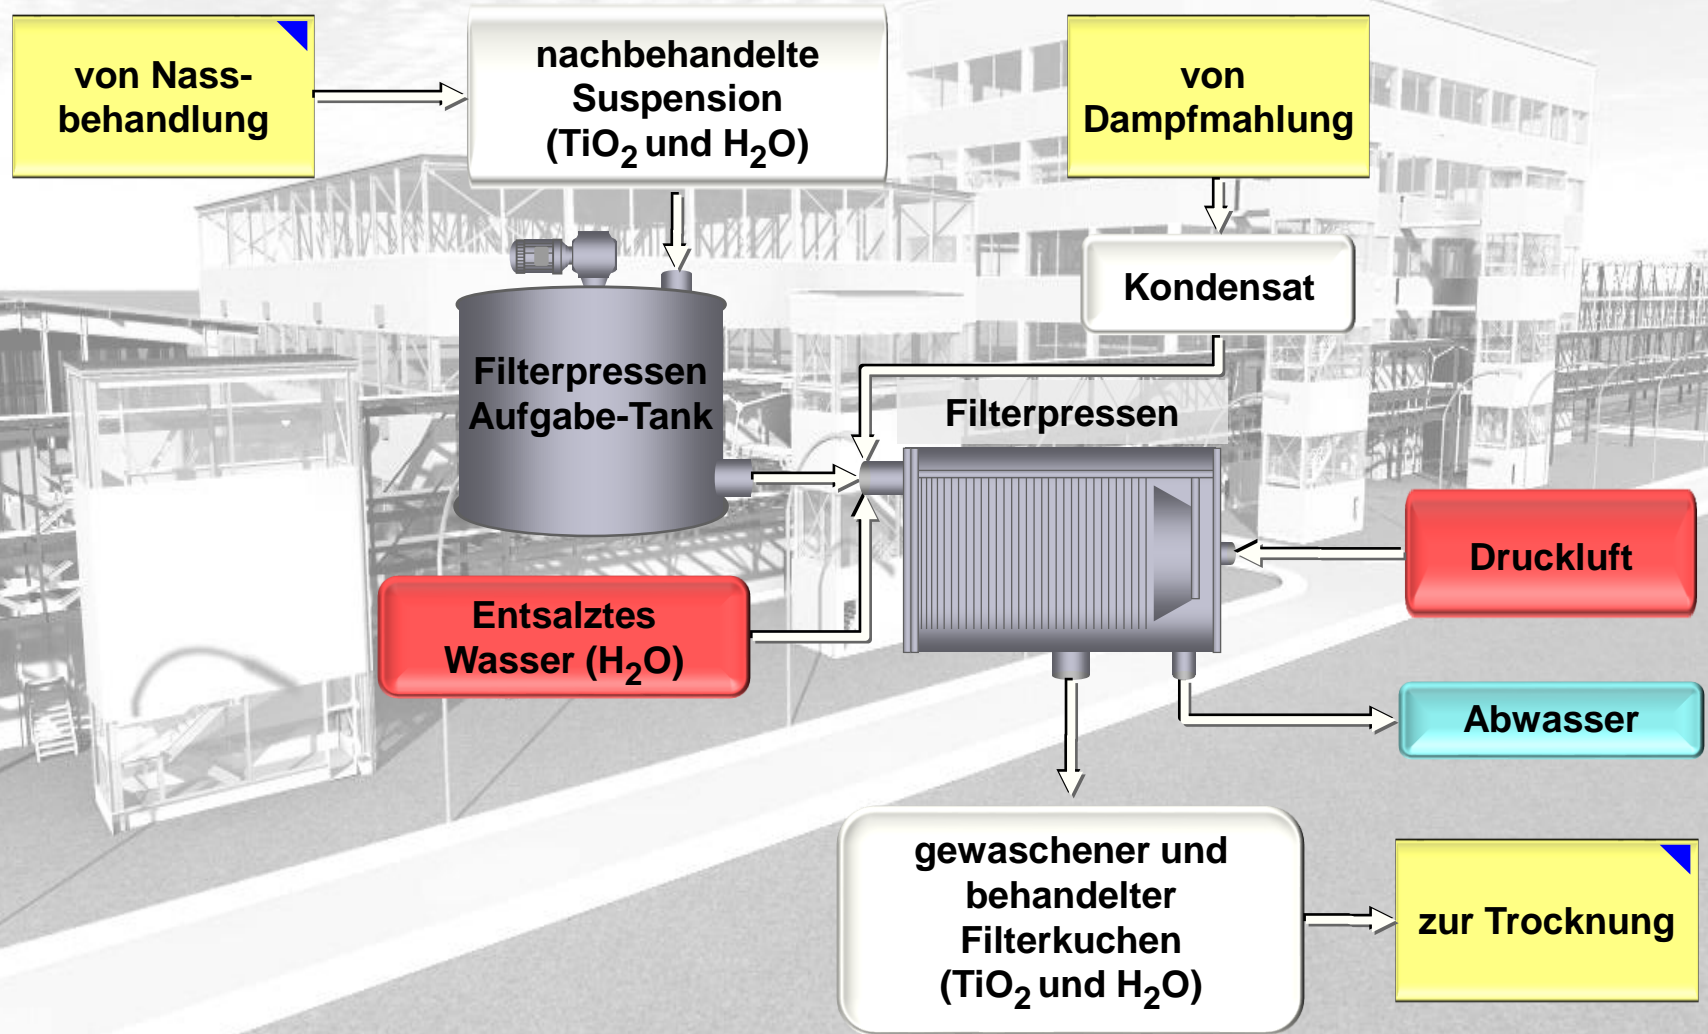 von Nass-
behandlung
nachbehandelte
Suspension
(TiO₂ und H₂O)
von
Dampfmahlung
Kondensat
Filterpressen
Aufgabe-Tank
Filterpressen
Druckluft
Entsalztes
Wasser (H₂O)
Abwasser
gewaschener und
behandelter
Filterkuchen
(TiO₂ und H₂O)
zur Trocknung